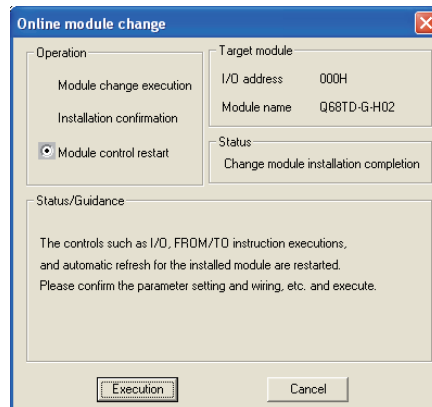 Online module change
Operation
Module change execution
Installation confirmation
Module control restart
Target module
I/O address 000H
Module name Q68TD-G-H02
Status
Change module installation completion
Status/Guidance
The controls such as I/O, FROM/TO instruction executions,
and automatic refresh for the installed module are restarted.
Please confirm the parameter setting and wiring, etc. and execute.
Execution
Cancel